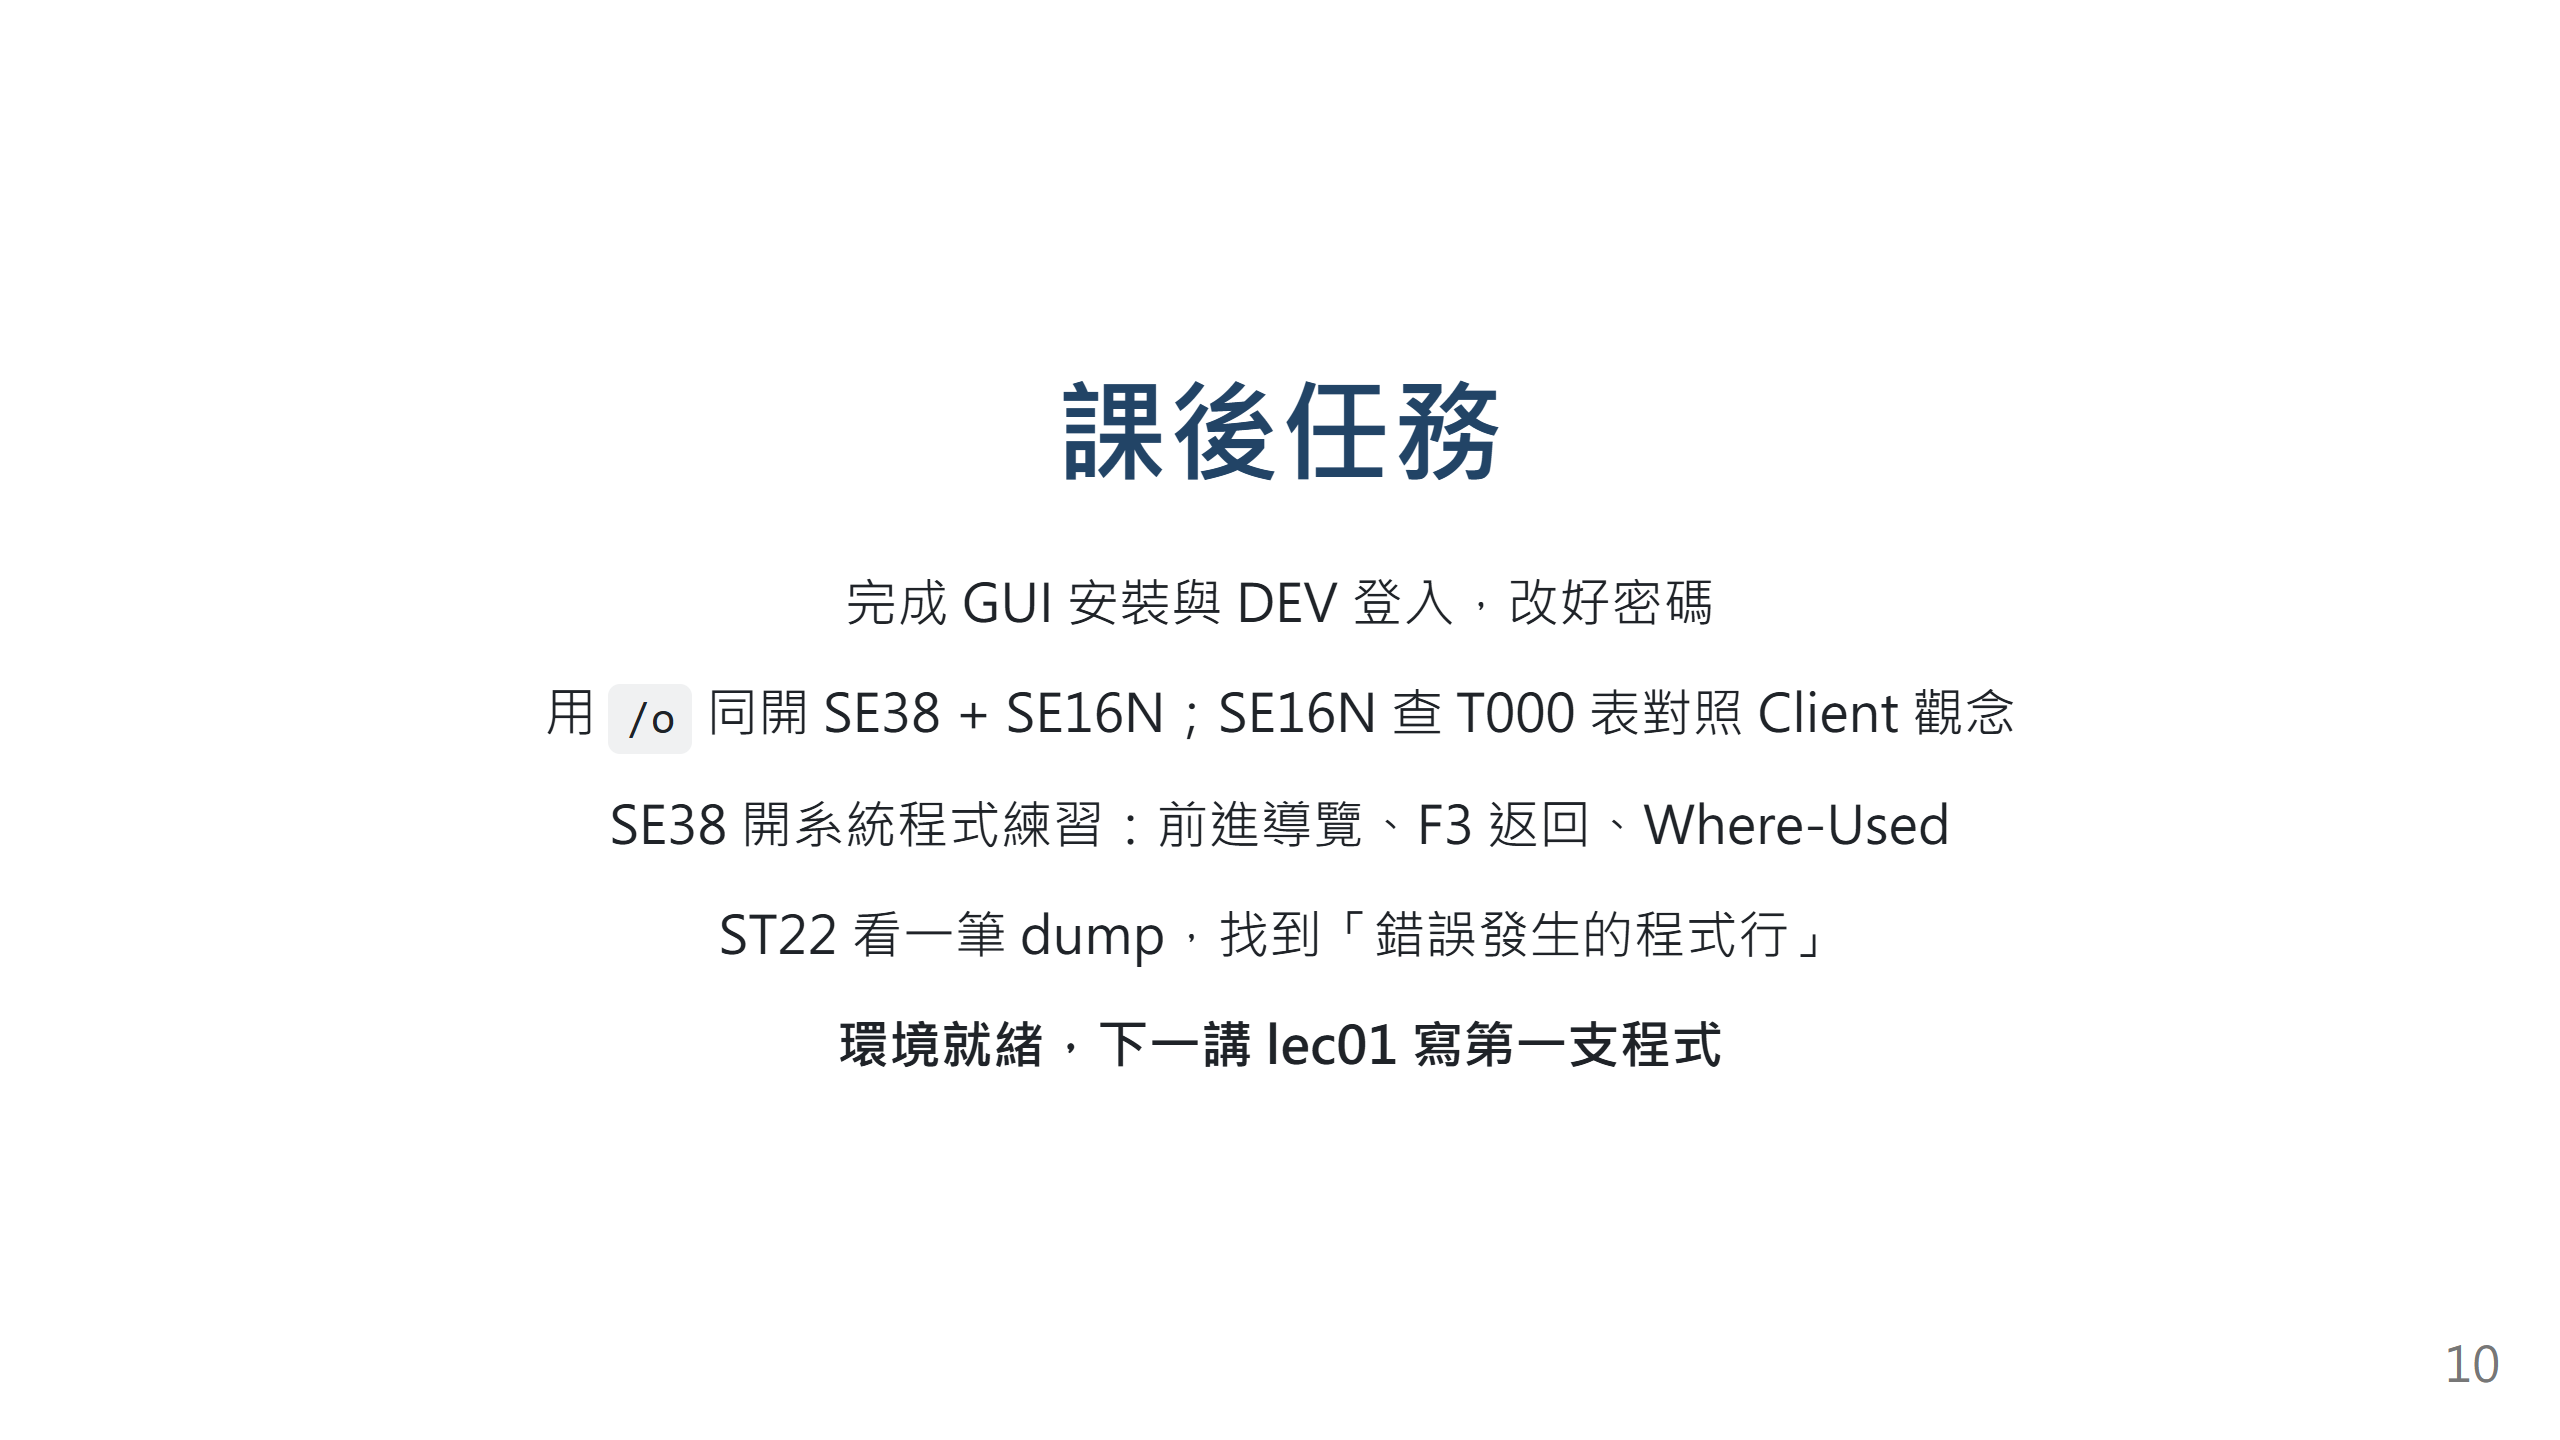 課後任務
完成 GUI 安裝與 DEV 登入，改好密碼
用 /o 同開 SE38 + SE16N；SE16N 查 T000 表對照 Client 觀念
SE38 開系統程式練習：前進導覽、F3 返回、Where-Used
ST22 看一筆 dump，找到「錯誤發生的程式行」
環境就緒，下一講 lec01 寫第一支程式
10